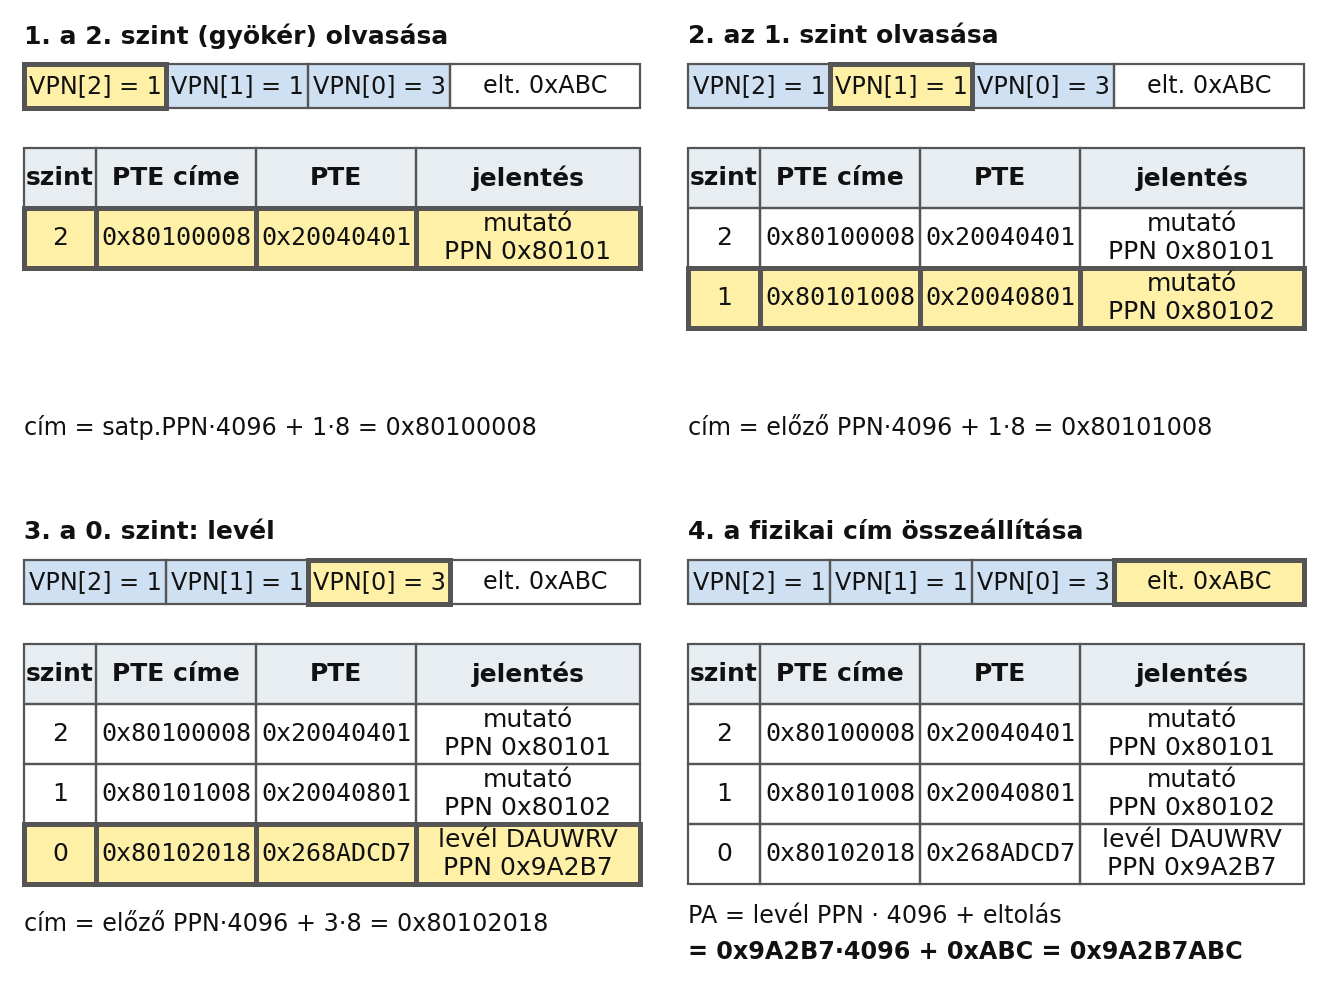 1. a 2. szint (gyökér) olvasása
VPN[2] = 1 VPN[1] = 1 VPN[0] = 3 elt. 0xABC
szint PTE címe PTE jelentés
2 0x80100008 0x20040401 mutató
PPN 0x80101
cím = satp.PPN·4096 + 1·8 = 0x80100008
2. az 1. szint olvasása
VPN[2] = 1 VPN[1] = 1 VPN[0] = 3 elt. 0xABC
szint PTE címe PTE jelentés
2 0x80100008 0x20040401 mutató
PPN 0x80101
1 0x80101008 0x20040801 mutató
PPN 0x80102
cím = előző PPN·4096 + 1·8 = 0x80101008
3. a 0. szint: levél
VPN[2] = 1 VPN[1] = 1 VPN[0] = 3 elt. 0xABC
szint PTE címe PTE jelentés
2 0x80100008 0x20040401 mutató
PPN 0x80101
1 0x80101008 0x20040801 mutató
PPN 0x80102
0 0x80102018 0x268ADCD7 levél DAUWRV
PPN 0x9A2B7
cím = előző PPN·4096 + 3·8 = 0x80102018
4. a fizikai cím összeállítása
VPN[2] = 1 VPN[1] = 1 VPN[0] = 3 elt. 0xABC
szint PTE címe PTE jelentés
2 0x80100008 0x20040401 mutató
PPN 0x80101
1 0x80101008 0x20040801 mutató
PPN 0x80102
0 0x80102018 0x268ADCD7 levél DAUWRV
PPN 0x9A2B7
PA = levél PPN · 4096 + eltolás
= 0x9A2B7·4096 + 0xABC = 0x9A2B7ABC